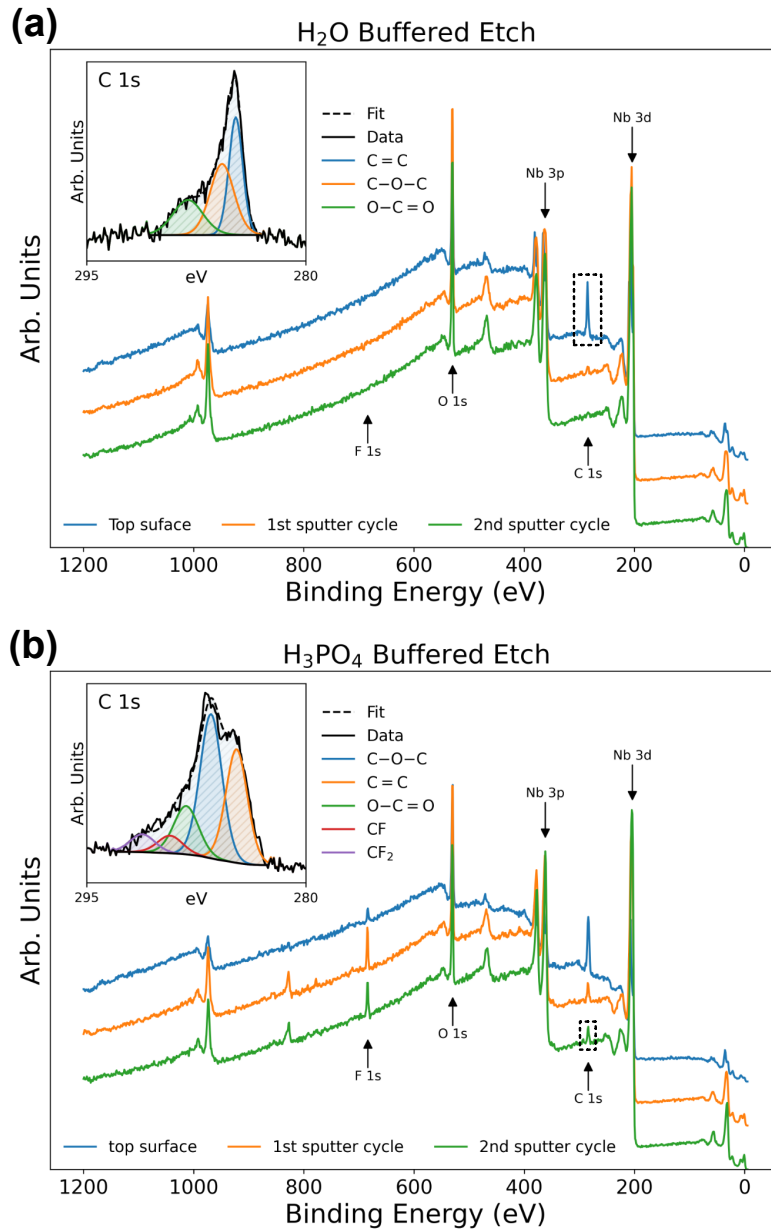 (a)
H₂O Buffered Etch
C 1s
Arb. Units
295
eV
280
Fit
Data
C=C
C−O−C
O−C=O
Nb 3p
Nb 3d
Arb. Units
F 1s
O 1s
C 1s
Top suface
1st sputter cycle
2nd sputter cycle
1200
1000
800
600
400
200
0
Binding Energy (eV)
(b)
H₃PO₄ Buffered Etch
C 1s
Arb. Units
295
eV
280
Fit
Data
C−O−C
C=C
O−C=O
CF
CF₂
Nb 3p
Nb 3d
Arb. Units
F 1s
O 1s
C 1s
top surface
1st sputter cycle
2nd sputter cycle
1200
1000
800
600
400
200
0
Binding Energy (eV)